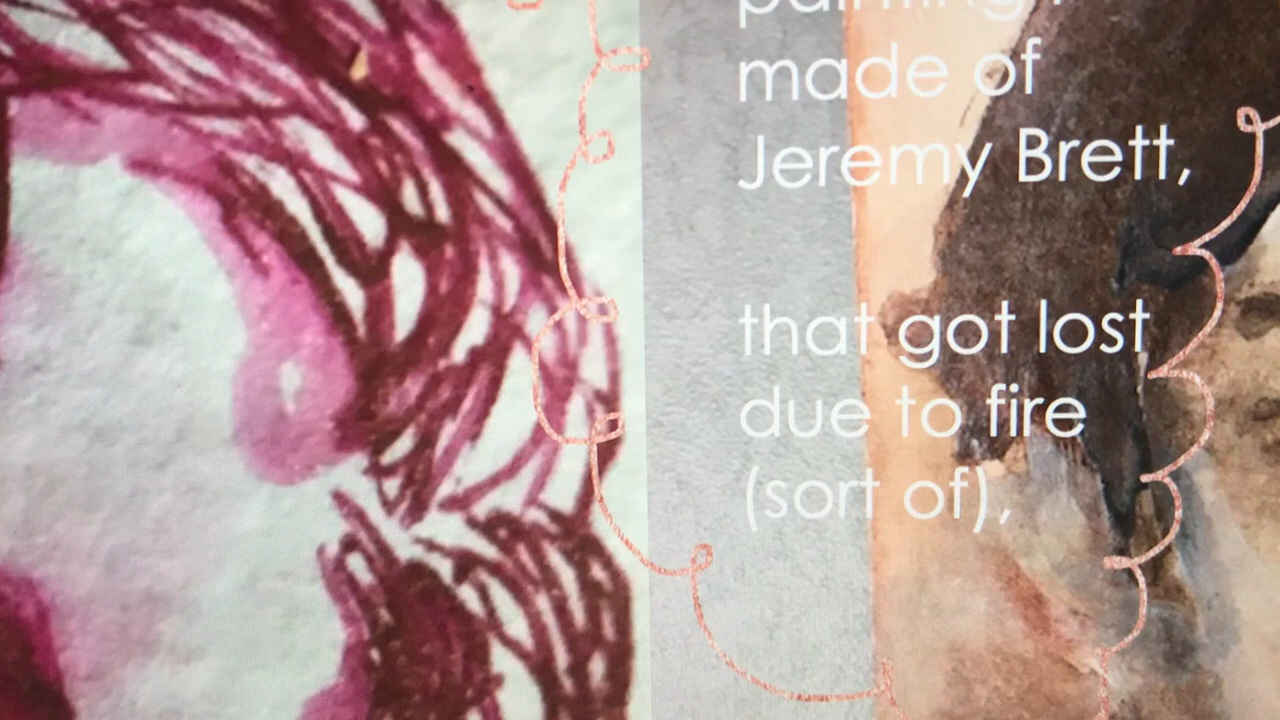 made of
Jeremy Brett,
that got lost
due to fire
(sort of),